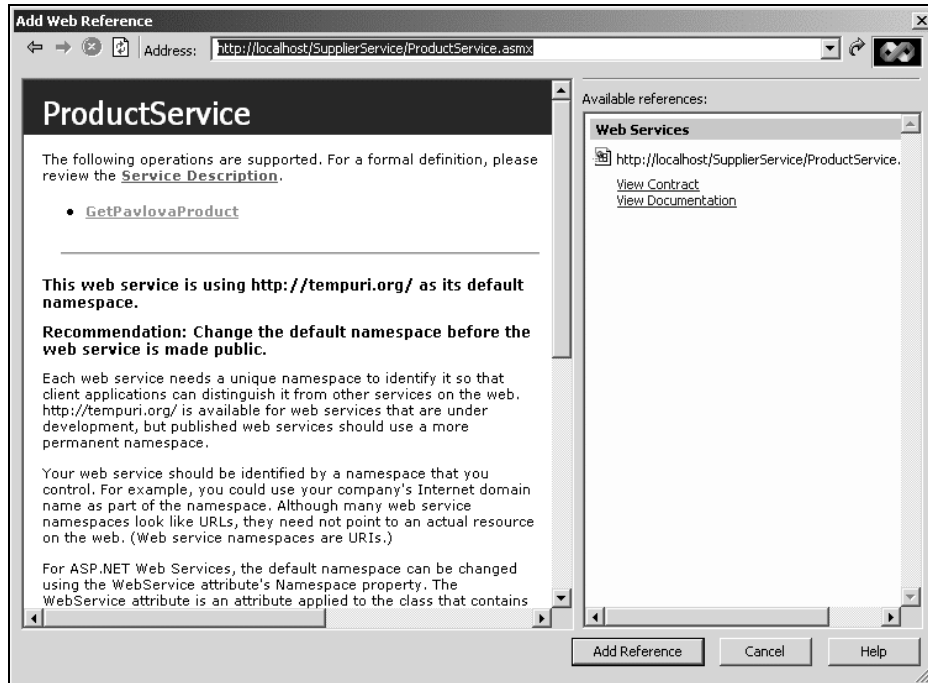 Add Web Reference
Address: http://localhost/SupplierService/ProductService.asmx
ProductService
The following operations are supported. For a formal definition, please
review the Service Description.
GetPavlovaProduct
This web service is using http://tempuri.org/ as its default
namespace.
Recommendation: Change the default namespace before the
web service is made public.
Each web service needs a unique namespace to identify it so that
client applications can distinguish it from other services on the web.
http://tempuri.org/ is available for web services that are under
development, but published web services should use a more
permanent namespace.
Your web service should be identified by a namespace that you
control. For example, you could use your company's Internet domain
name as part of the namespace. Although many web service
namespaces look like URLs, they need not point to an actual resource
on the web. (Web service namespaces are URIs.)
For ASP.NET Web Services, the default namespace can be changed
using the WebService attribute's Namespace property. The
WebService attribute is an attribute applied to the class that contains
Available references:
Web Services
http://localhost/SupplierService/ProductService.
View Contract
View Documentation
Add Reference
Cancel
Help